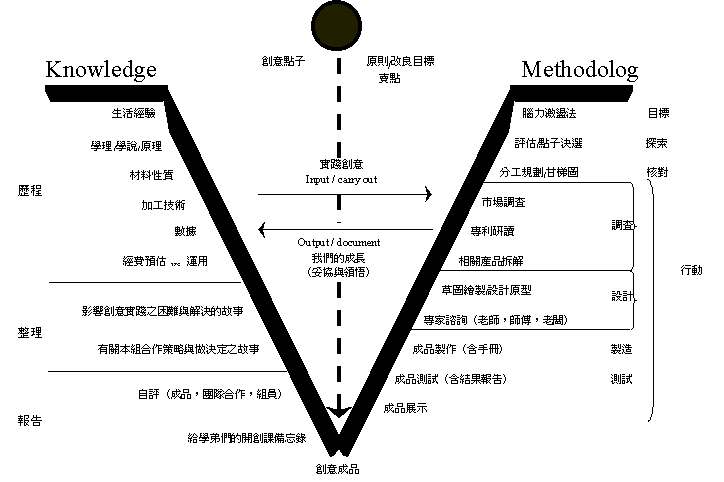 創意點子
原則/改良目標
賣點
Knowledge
Methodolog
生活經驗
腦力激盪法
目標
學理/學說/原理
評估/點子決選
探索
實踐創意
Input / carry out
材料性質
分工規劃/甘梯圖
核對
歷程
加工技術
市場調查
數據
專利研讀
調查
Output / document
我們的成長
(妥協與領悟)
經費預估 運用
相關產品拆解
行動
草圖繪製/設計原型
設計
影響創意實踐之困難與解決的故事
專家諮詢（老師，師傅，老闆）
整理
有關本組合作策略與做決定之故事
成品製作（含手冊）
製造
成品測試（含結果報告）
測試
自評（成品，團隊合作，組員）
成品展示
報告
給學弟們的開創課備忘錄
創意成品